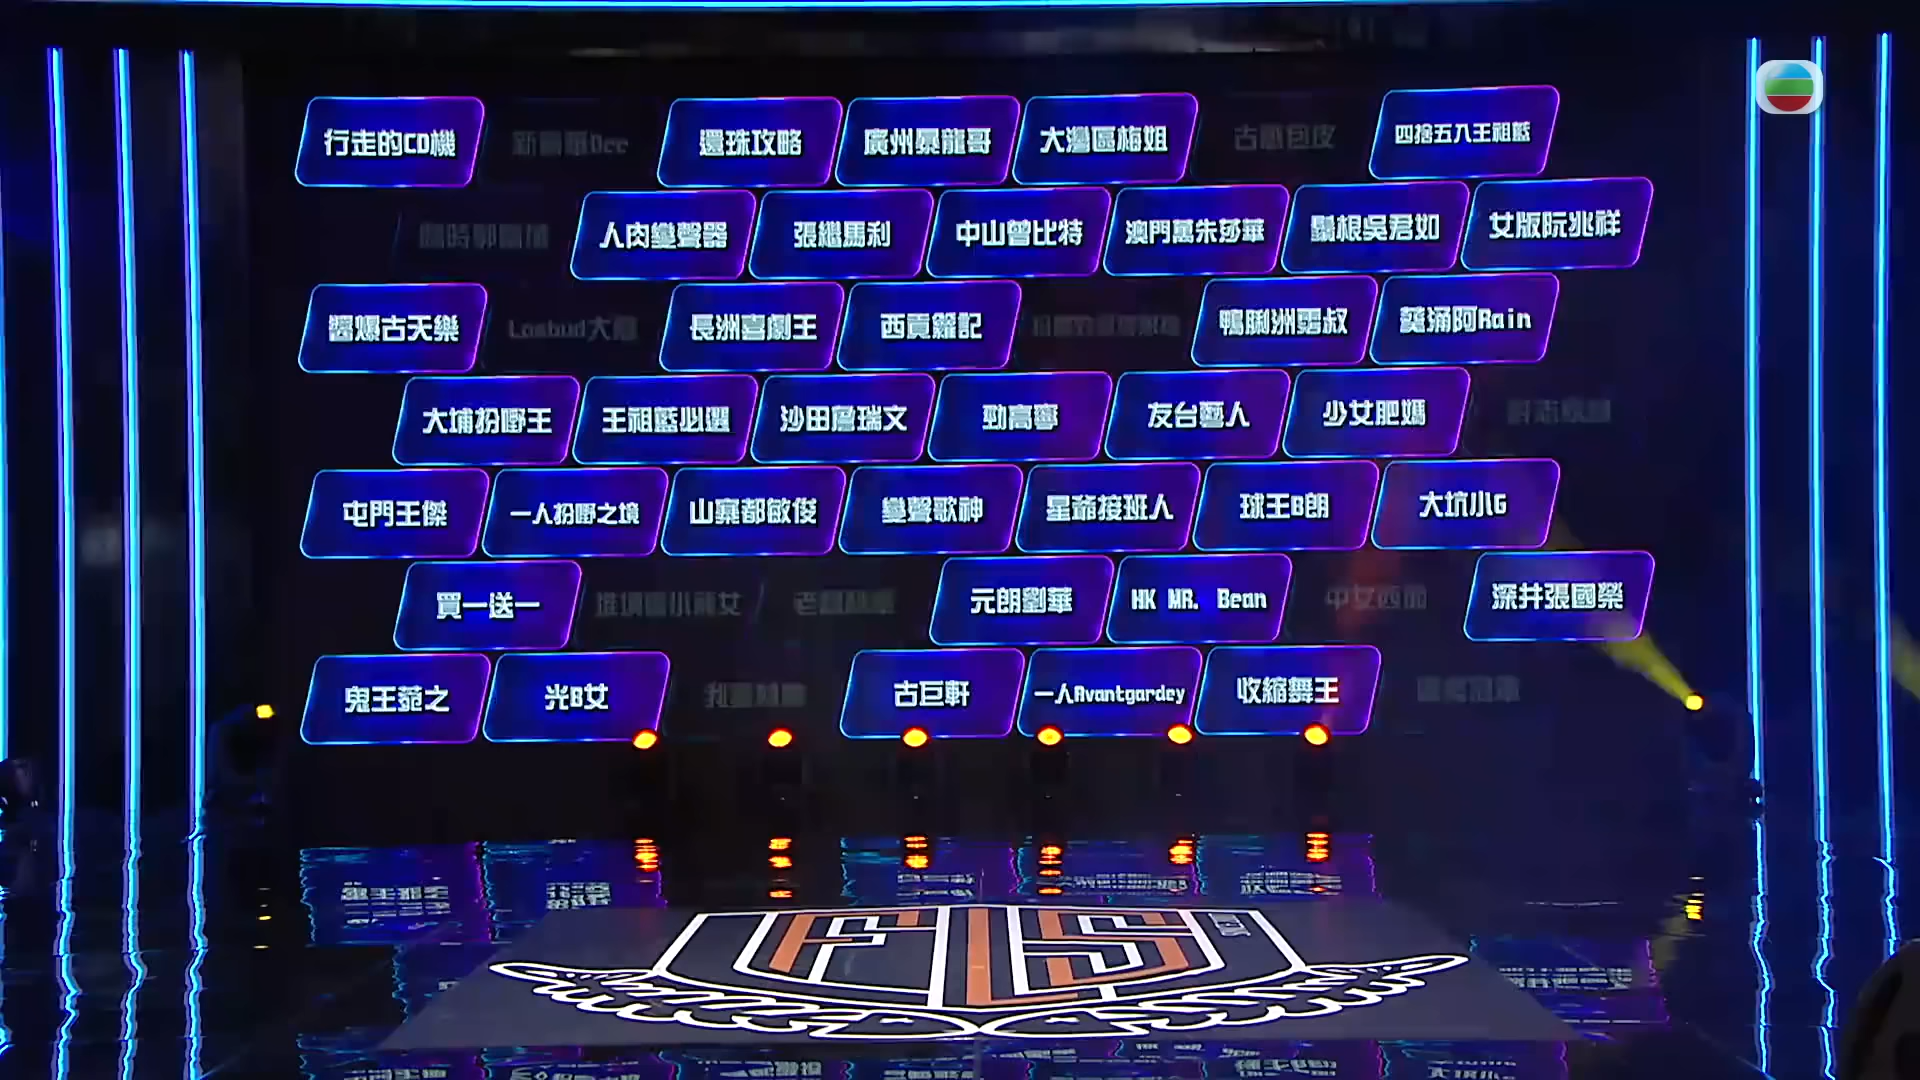 行走的CD機 還珠攻略 廣州暴龍哥 大灣區梅姐 四捨五入王祖藍
人肉變聲器 張繼馬利 中山曾比特 澳門萬朱莎華 鬚根吳君如 女版阮兆祥
醬爆古天樂 長洲喜劇王 西貢羅記 鴨脷洲勇叔 葵涌阿Rain
大埔扮嘢王 王祖藍必選 沙田詹瑞文 勁高寧 友台藝人 少女肥媽
屯門王傑 一人扮嘢之境 山寨都敏俊 變聲歌神 星爺接班人 球王B朗 大坑小G
買一送一 元朗劉華 HK MR. Bean 深井張國榮
鬼王菀之 光B女 古巨軒 一人Avantgardey 收縮舞王
FLS